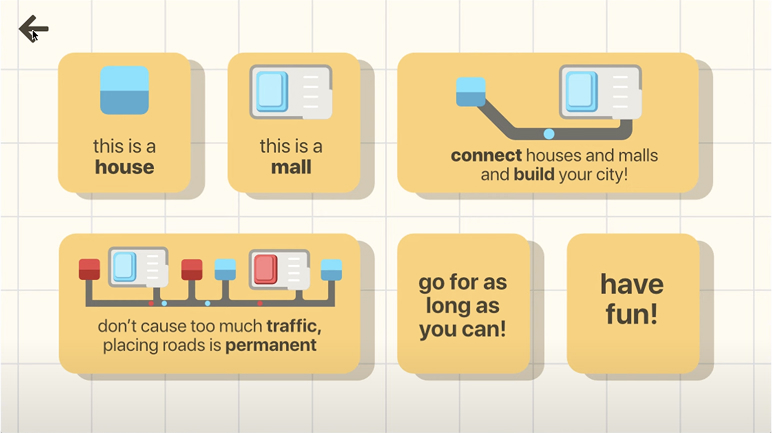 this is a
house
this is a
mall
connect houses and malls
and build your city!
don't cause too much traffic,
placing roads is permanent
go for as
long as
you can!
have
fun!